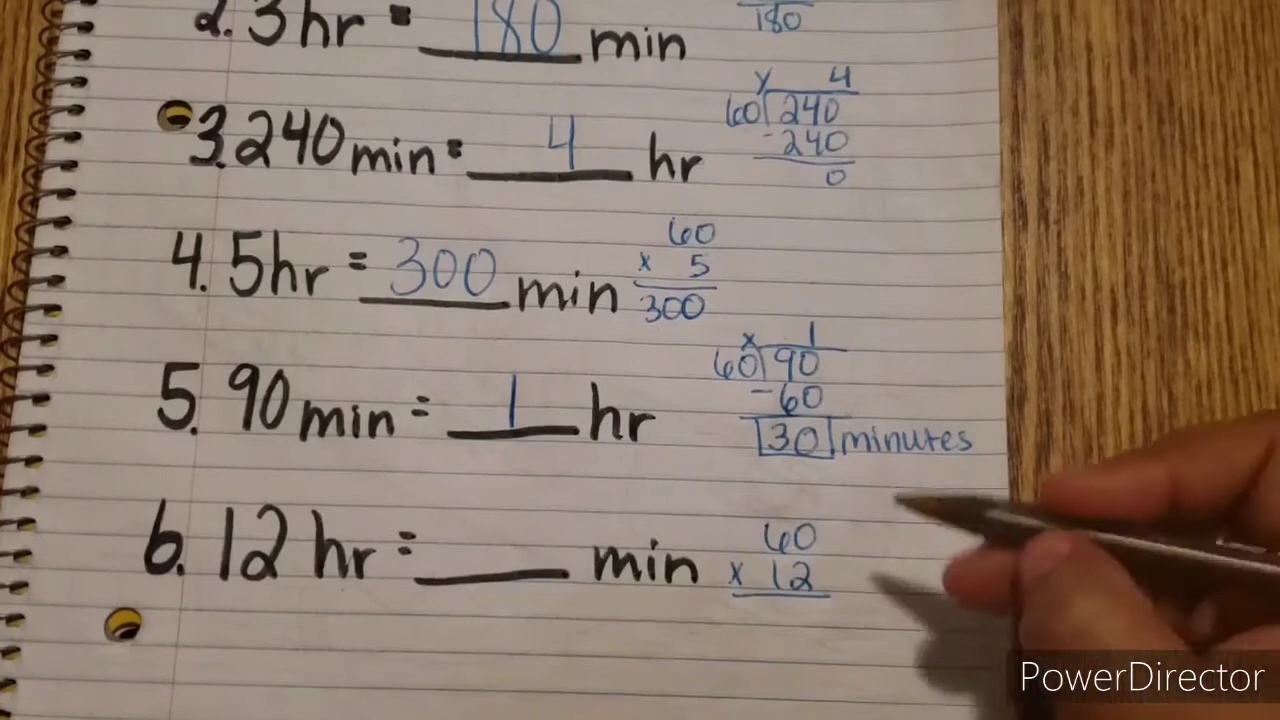 2. 3hr = 180 min
180
3. 240 min = 4 hr
4
60 240
-240
0
4. 5hr = 300 min
60
x 5
300
5. 90 min = 1 hr
x 1
60 90
-60
30 minutes
6. 12 hr = ___ min
60
x 12
PowerDirector